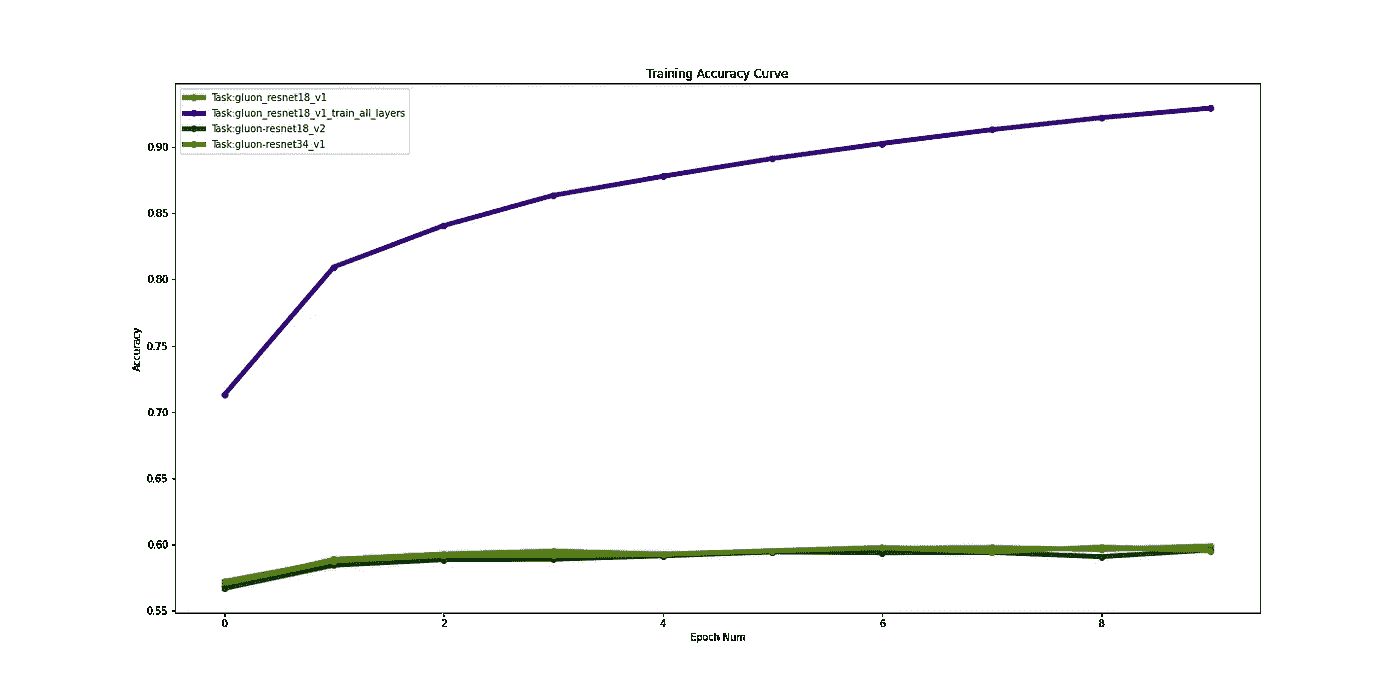 Training Accuracy Curve
Task:gluon_resnet18_v1
Task:gluon_resnet18_v1_train_all_layers
Task:gluon-resnet18_v2
Task:gluon-resnet34_v1
0.90
0.85
0.80
0.75
0.70
0.65
0.60
0.55
Accuracy
0 2 4 6 8
Epoch Num